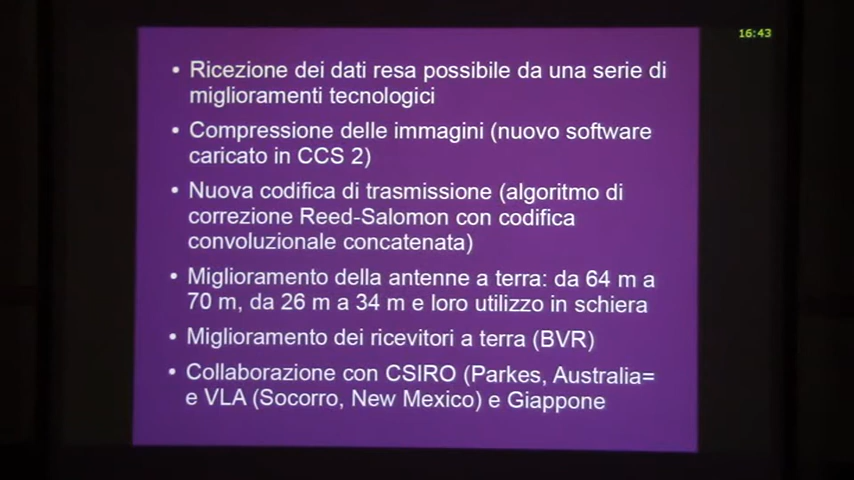 16:43
• Ricezione dei dati resa possibile da una serie di
miglioramenti tecnologici
• Compressione delle immagini (nuovo software
caricato in CCS 2)
• Nuova codifica di trasmissione (algoritmo di
correzione Reed-Salomon con codifica
convoluzionale concatenata)
• Miglioramento della antenne a terra: da 64 m a
70 m, da 26 m a 34 m e loro utilizzo in schiera
• Miglioramento dei ricevitori a terra (BVR)
• Collaborazione con CSIRO (Parkes, Australia=
e VLA (Socorro, New Mexico) e Giappone